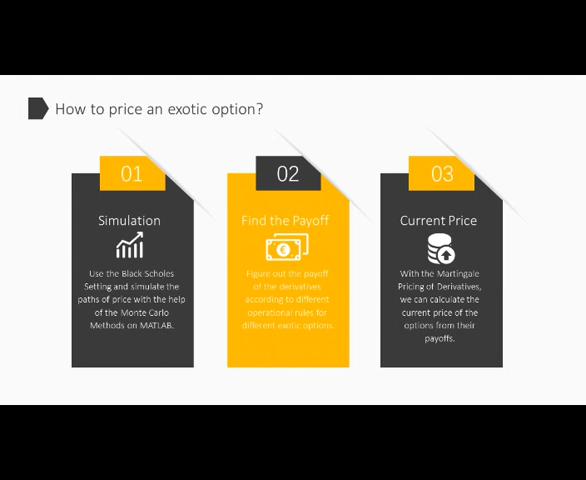 How to price an exotic option?
01
Simulation
Use the Black Scholes
Setting and simulate the
paths of price with the help
of the Monte Carlo
Methods on MATLAB.
02
Find the Payoff
€
Figure out the payoff
of the derivatives
according to different
operational rules for
different exotic options.
03
Current Price
With the Martingale
Pricing of Derivatives,
we can calculate the
current price of the
options from their
payoffs.